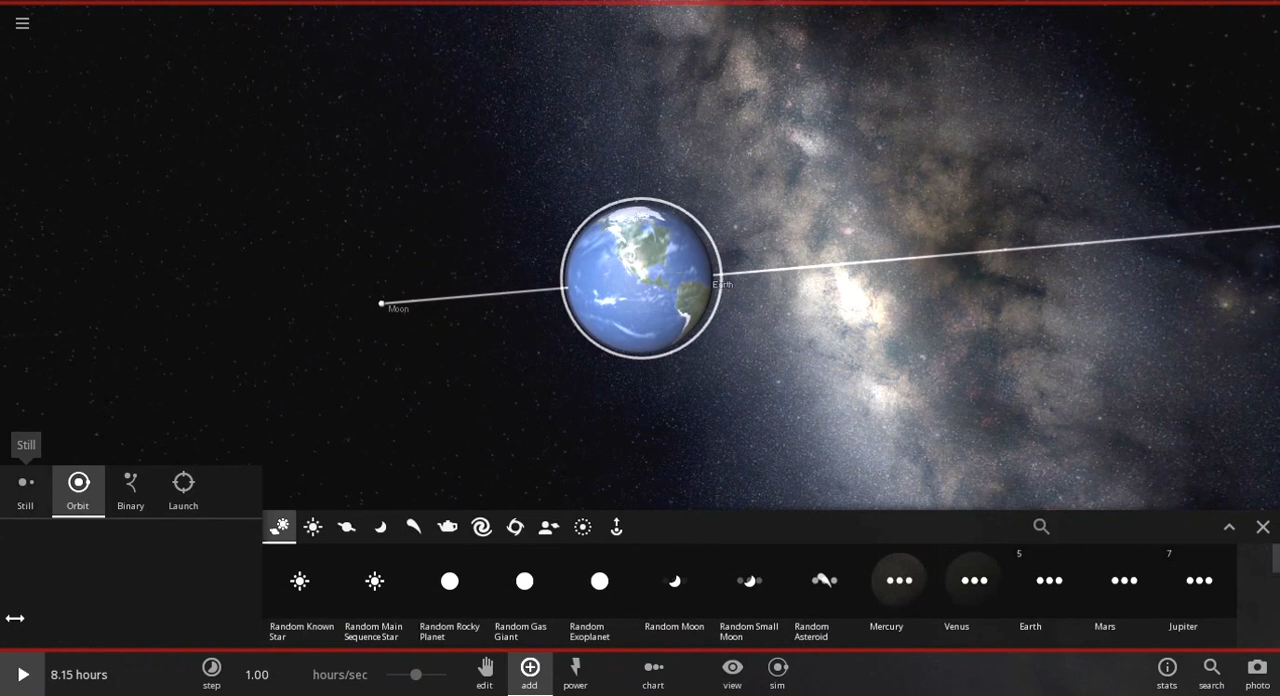 Moon
Earth
Still
Still
Orbit
Binary
Launch
5
7
Random Known
Star
Random Main
Sequence Star
Random Rocky
Planet
Random Gas
Giant
Random
Exoplanet
Random Moon
Random Small
Moon
Random
Asteroid
Mercury
Venus
Earth
Mars
Jupiter
8.15 hours
step
1.00
hours/sec
edit
add
power
chart
view
sim
stats
search
photo